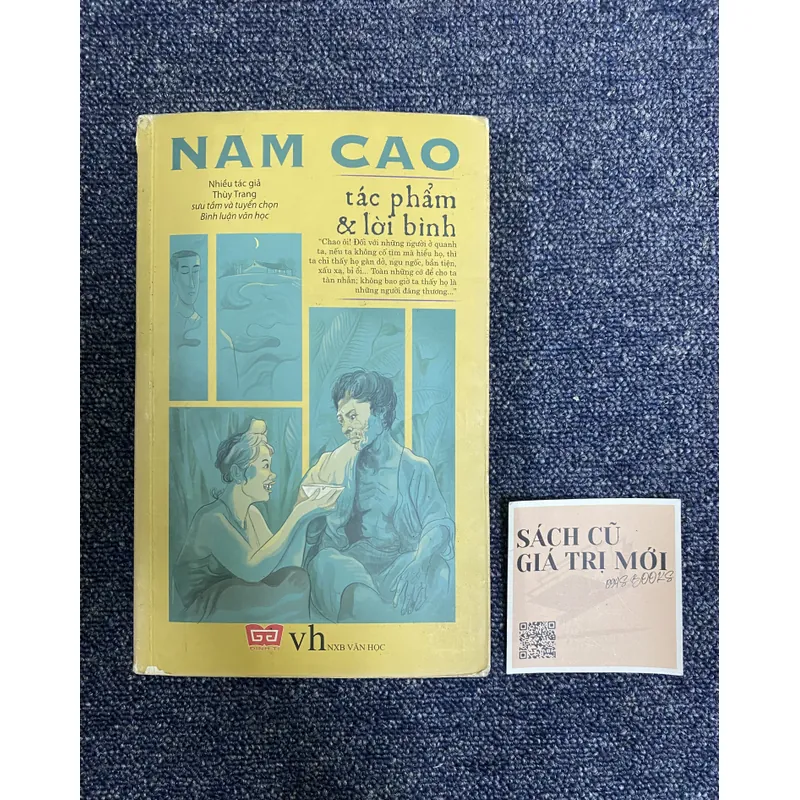 NAM CAO
Nhiều tác giả
Thùy Trang
sưu tầm và tuyển chọn
Bình luận văn học
tác phẩm
& lời bình
"Chao ôi! Đối với những người ở quanh
ta, nếu ta không cố tìm mà hiểu họ, thì
ta chỉ thấy họ gàn dở, ngu ngốc, bần tiện,
xấu xa, bỉ ổi... Toàn những cớ để cho ta
tàn nhẫn; không bao giờ ta thấy họ là
những người đáng thương..."
vh NXB VĂN HỌC
SÁCH CŨ
GIÁ TRỊ MỚI
BOOKS